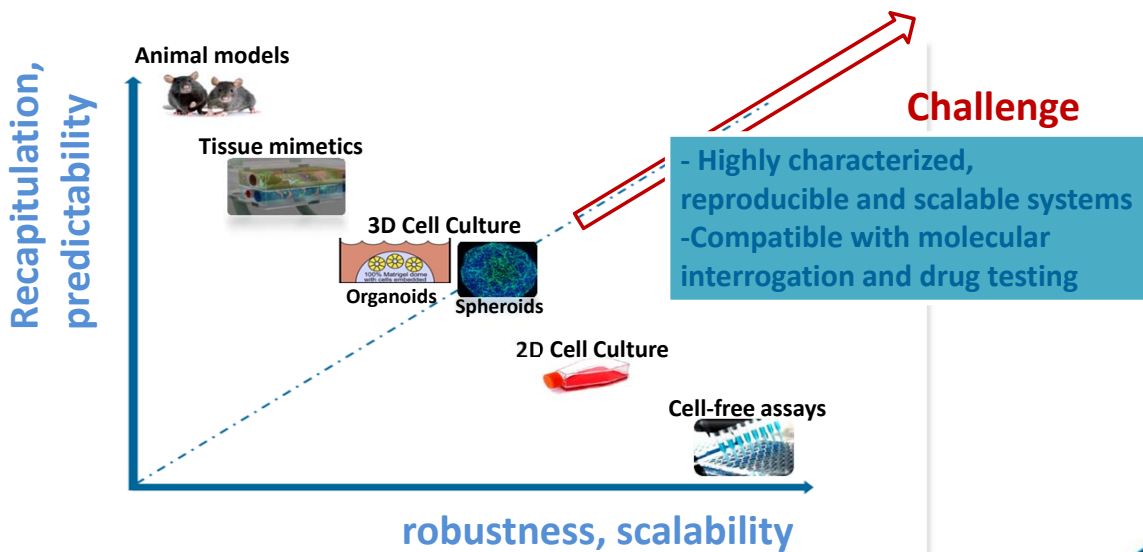 Animal models
Recapitulation,
predictability
Challenge
Tissue mimetics
- Highly characterized,
reproducible and scalable systems
-Compatible with molecular
interrogation and drug testing
3D Cell Culture
100% Matrigel dome
with cells embedded
Organoids
Spheroids
2D Cell Culture
Cell-free assays
robustness, scalability